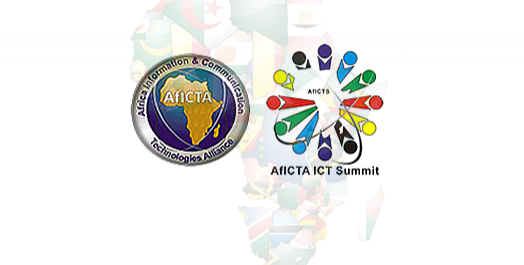 Africa Information & Communication
AfICTA
Technologies Alliance
AfICTS
AfICTA ICT Summit